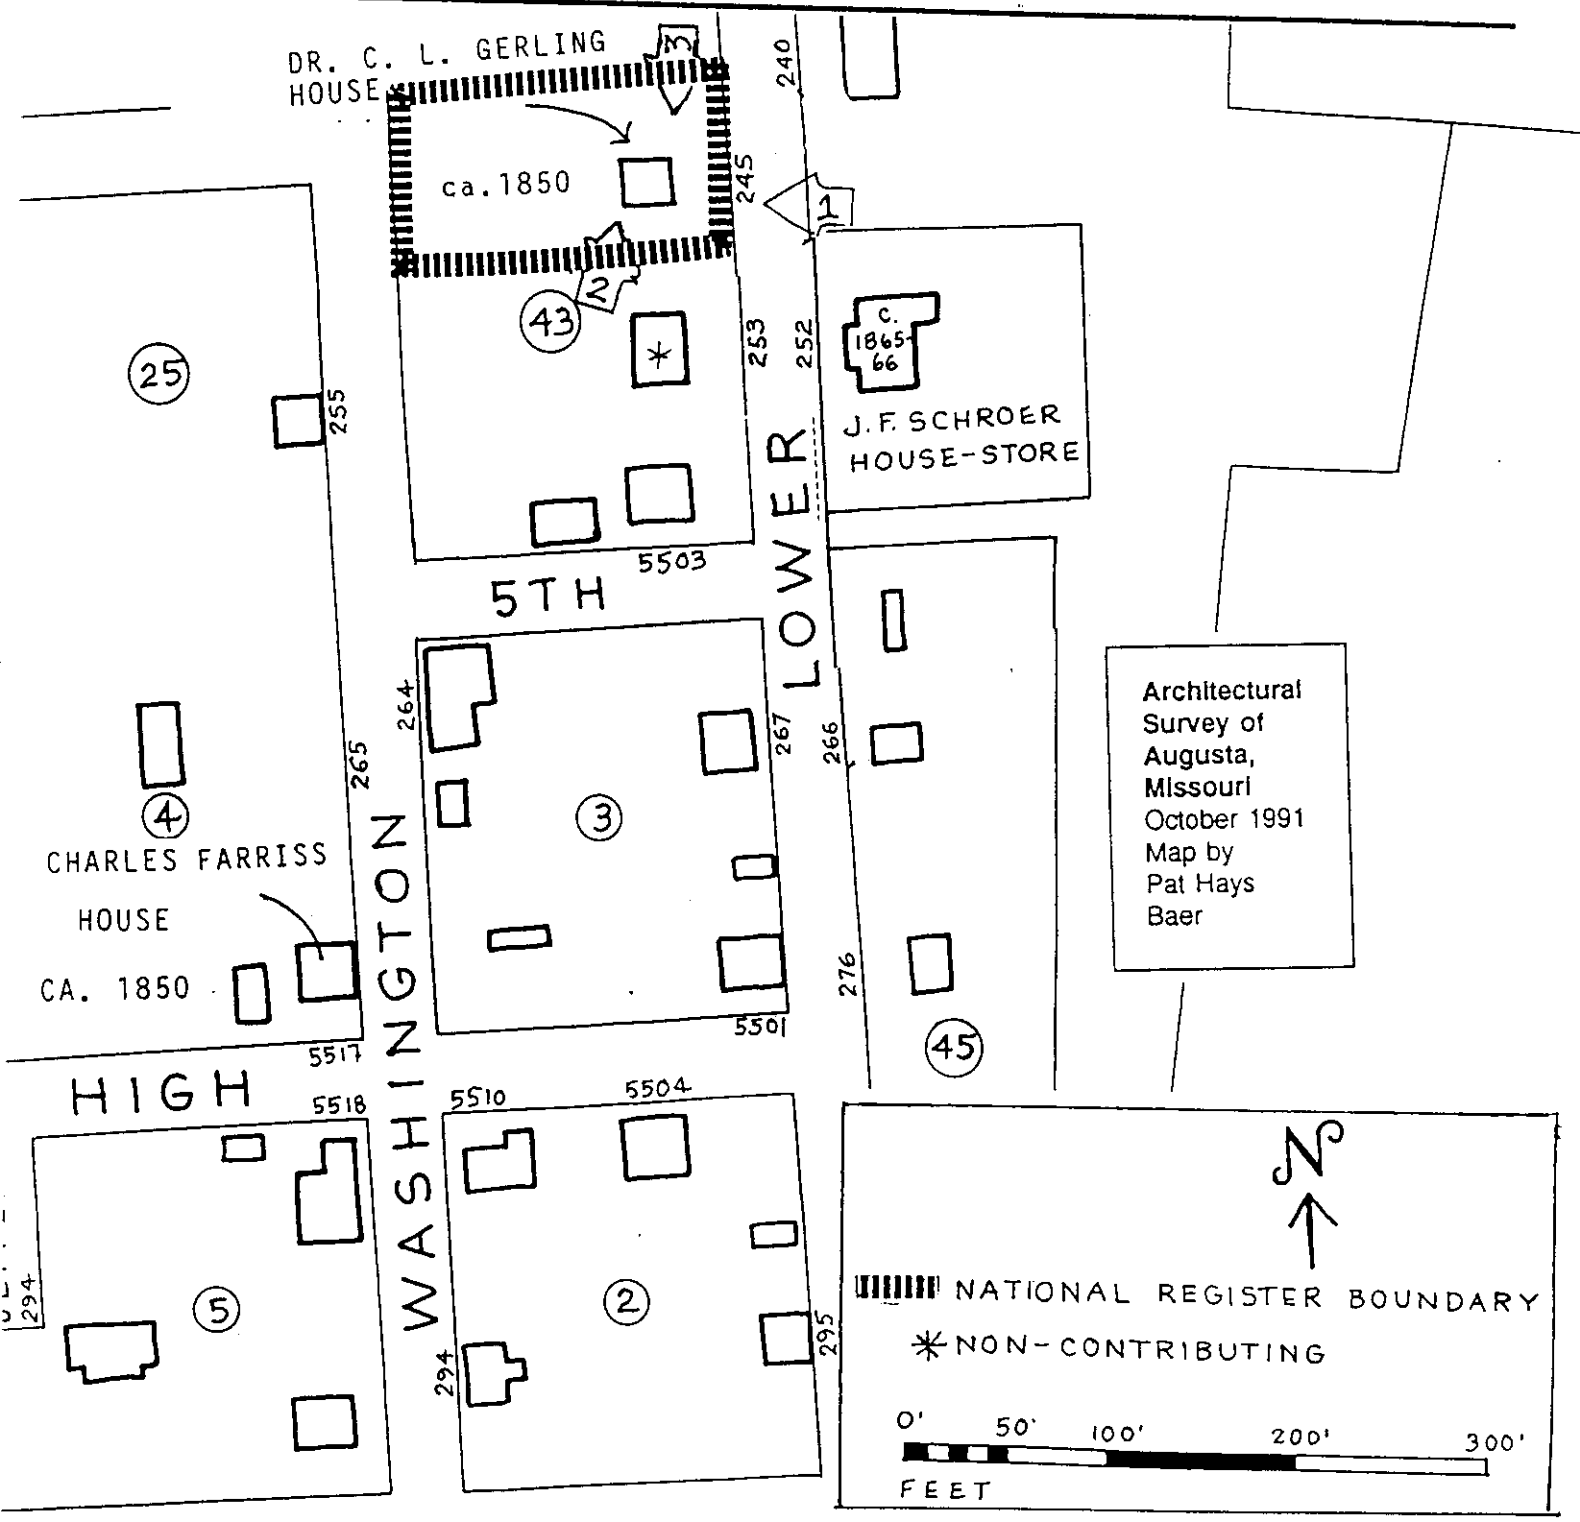 DR. C. L. GERLING
HOUSE
3
240
ca.1850
245
1
2
43
25
255
253
252
C.
1865-
66
J.F. SCHROER
HOUSE-STORE
LOWER
5503
5TH
264
267
266
265
3
4
CHARLES FARRISS
HOUSE
CA. 1850
WASHINGTON
Architectural
Survey of
Augusta,
Missouri
October 1991
Map by
Pat Hays
Baer
276
45
5501
5517
HIGH
5518
5510
5504
294
5
2
294
295
N
NATIONAL REGISTER BOUNDARY
* NON-CONTRIBUTING
0' 50' 100' 200' 300'
FEET